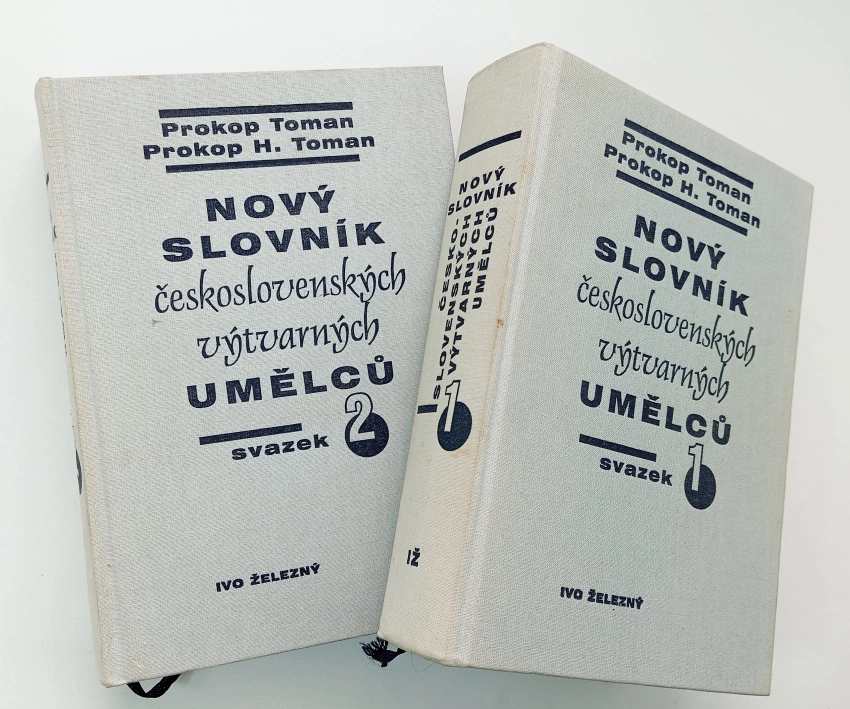 Prokop Toman
Prokop H. Toman
NOVÝ
SLOVNÍK
československých
výtvarných
UMĚLCŮ
svazek 2
IVO ŽELEZNÝ
NOVÝ
SLOVNÍK
ČESKO-
SLOVENSKÝCH
VÝTVARNÝCH
UMĚLCŮ
1
IŽ
Prokop Toman
Prokop H. Toman
NOVÝ
SLOVNÍK
československých
výtvarných
UMĚLCŮ
svazek 1
IVO ŽELEZNÝ